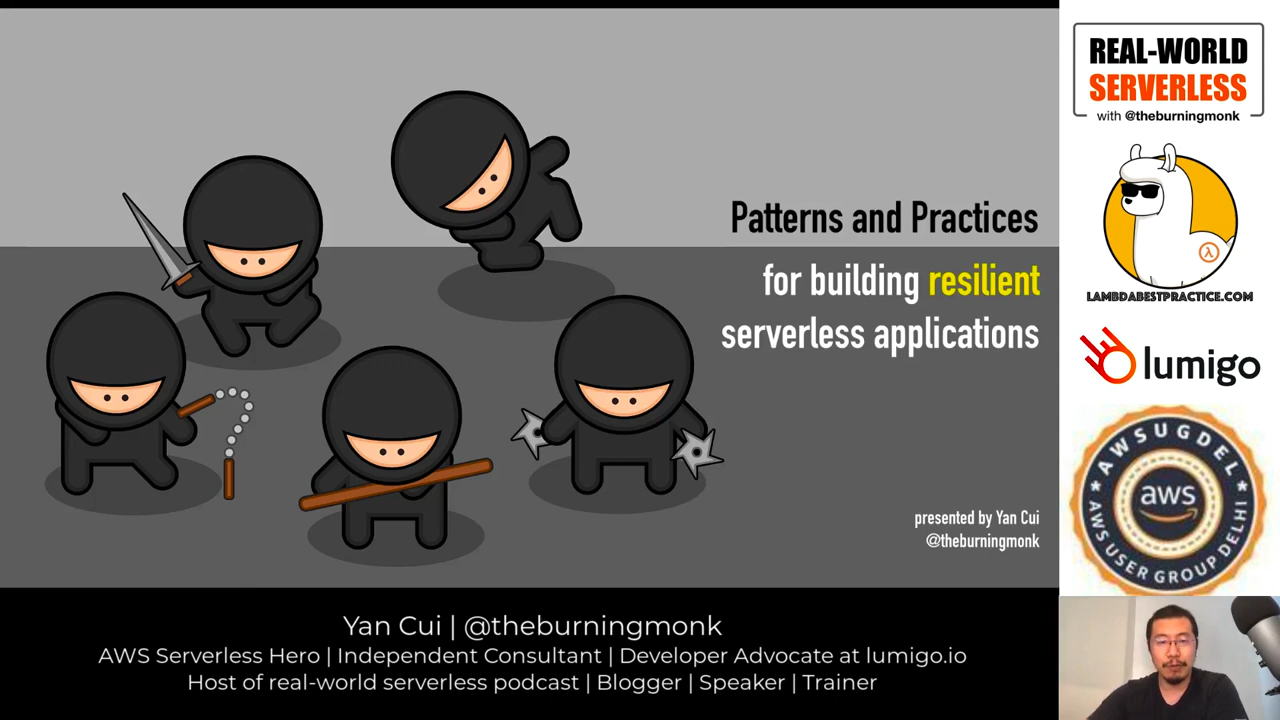 Patterns and Practices
for building resilient
serverless applications
presented by Yan Cui
@theburningmonk
Yan Cui | @theburningmonk
AWS Serverless Hero | Independent Consultant | Developer Advocate at lumigo.io
Host of real-world serverless podcast | Blogger | Speaker | Trainer
REAL-WORLD
SERVERLESS
with @theburningmonk
λ
LAMBDABESTPRACTICE.COM
lumigo
AWSUGDEL
aws
AWS USER GROUP DELHI